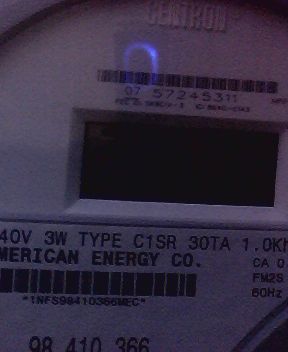 CENTRON
07 57245311
40V 3W TYPE C1SR 30TA 1.0Kh
MERICAN ENERGY CO.
CA 0.
FM2S
60Hz
*1NFS98410366MEC*
98 410 366